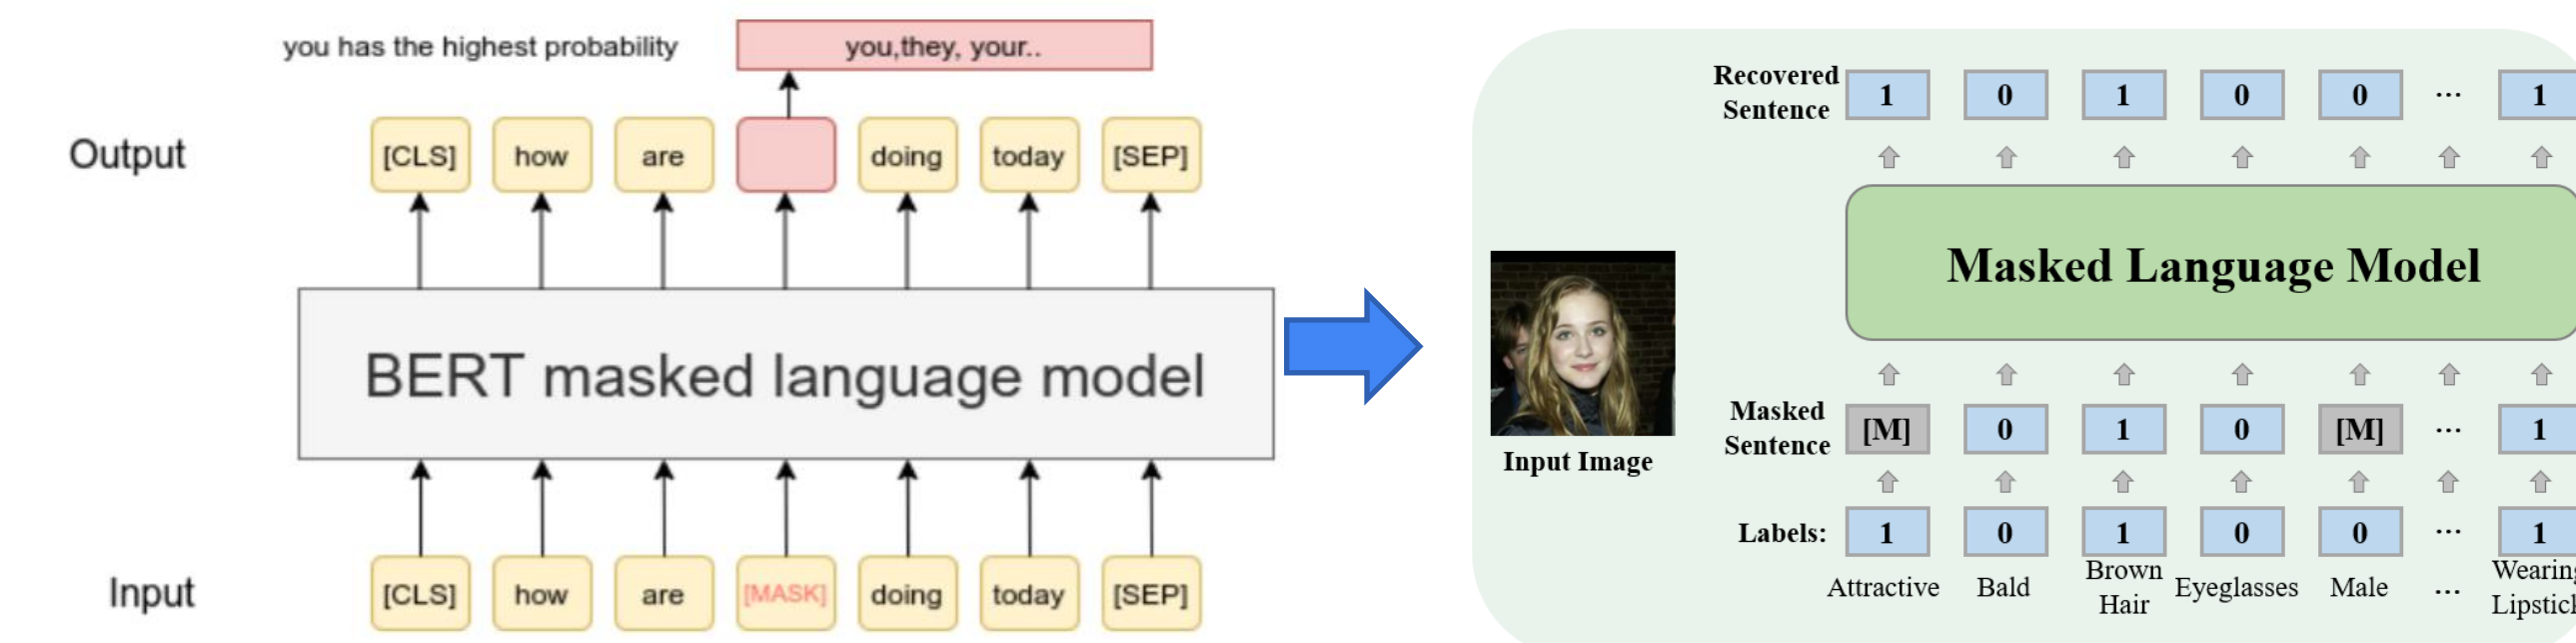 you has the highest probability
you,they, your..
Output
[CLS] how are doing today [SEP]
BERT masked language model
Input
[CLS] how are [MASK] doing today [SEP]
Recovered
Sentence
1 0 1 0 0 ... 1
Masked Language Model
Input Image
Masked
Sentence
[M] 0 1 0 [M] ... 1
Labels:
1 0 1 0 0 ... 1
Attractive
Bald
Brown
Hair
Eyeglasses
Male
...
Wearing
Lipstick